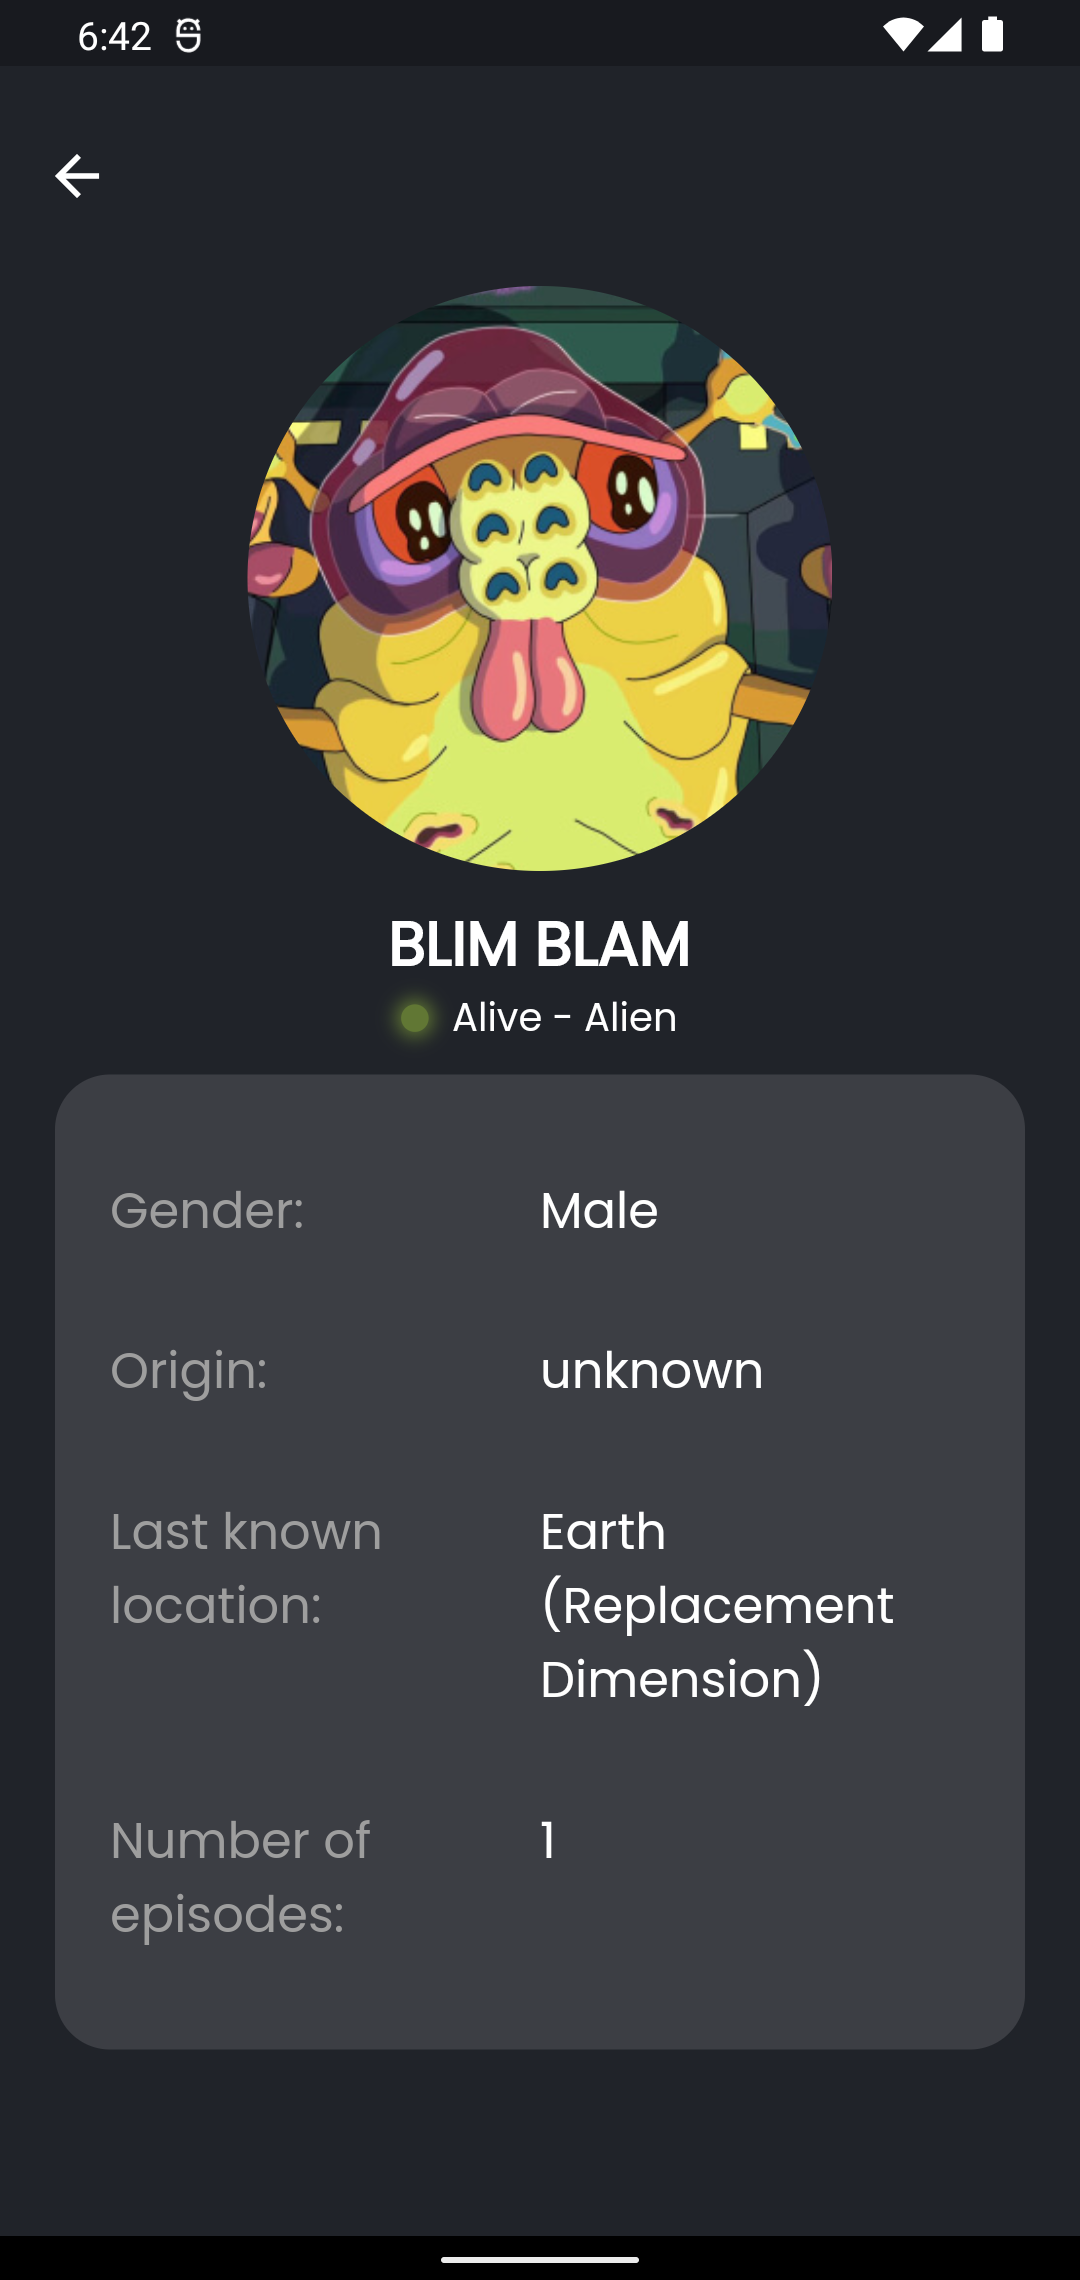 6:42
BLIM BLAM
Alive - Alien
Gender: Male
Origin: unknown
Last known Earth
location: (Replacement
Dimension)
Number of 1
episodes: